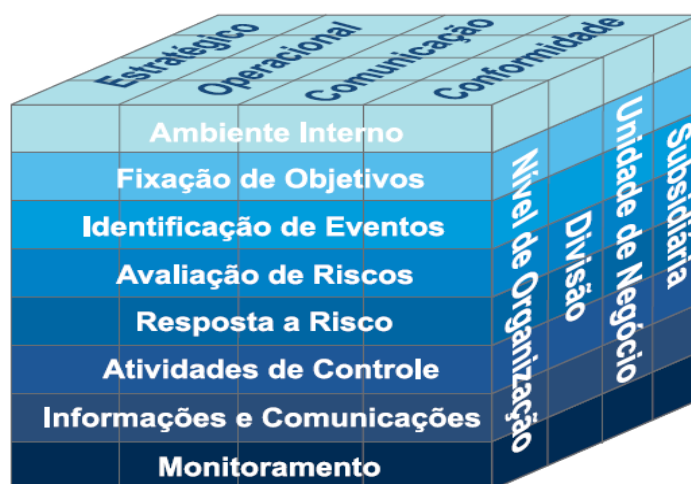 Estratégico
Operacional
Comunicação
Conformidade
Ambiente Interno
Fixação de Objetivos
Identificação de Eventos
Avaliação de Riscos
Resposta a Risco
Atividades de Controle
Informações e Comunicações
Monitoramento
Nível de Organização
Divisão
Unidade de Negócio
Subsidiaria